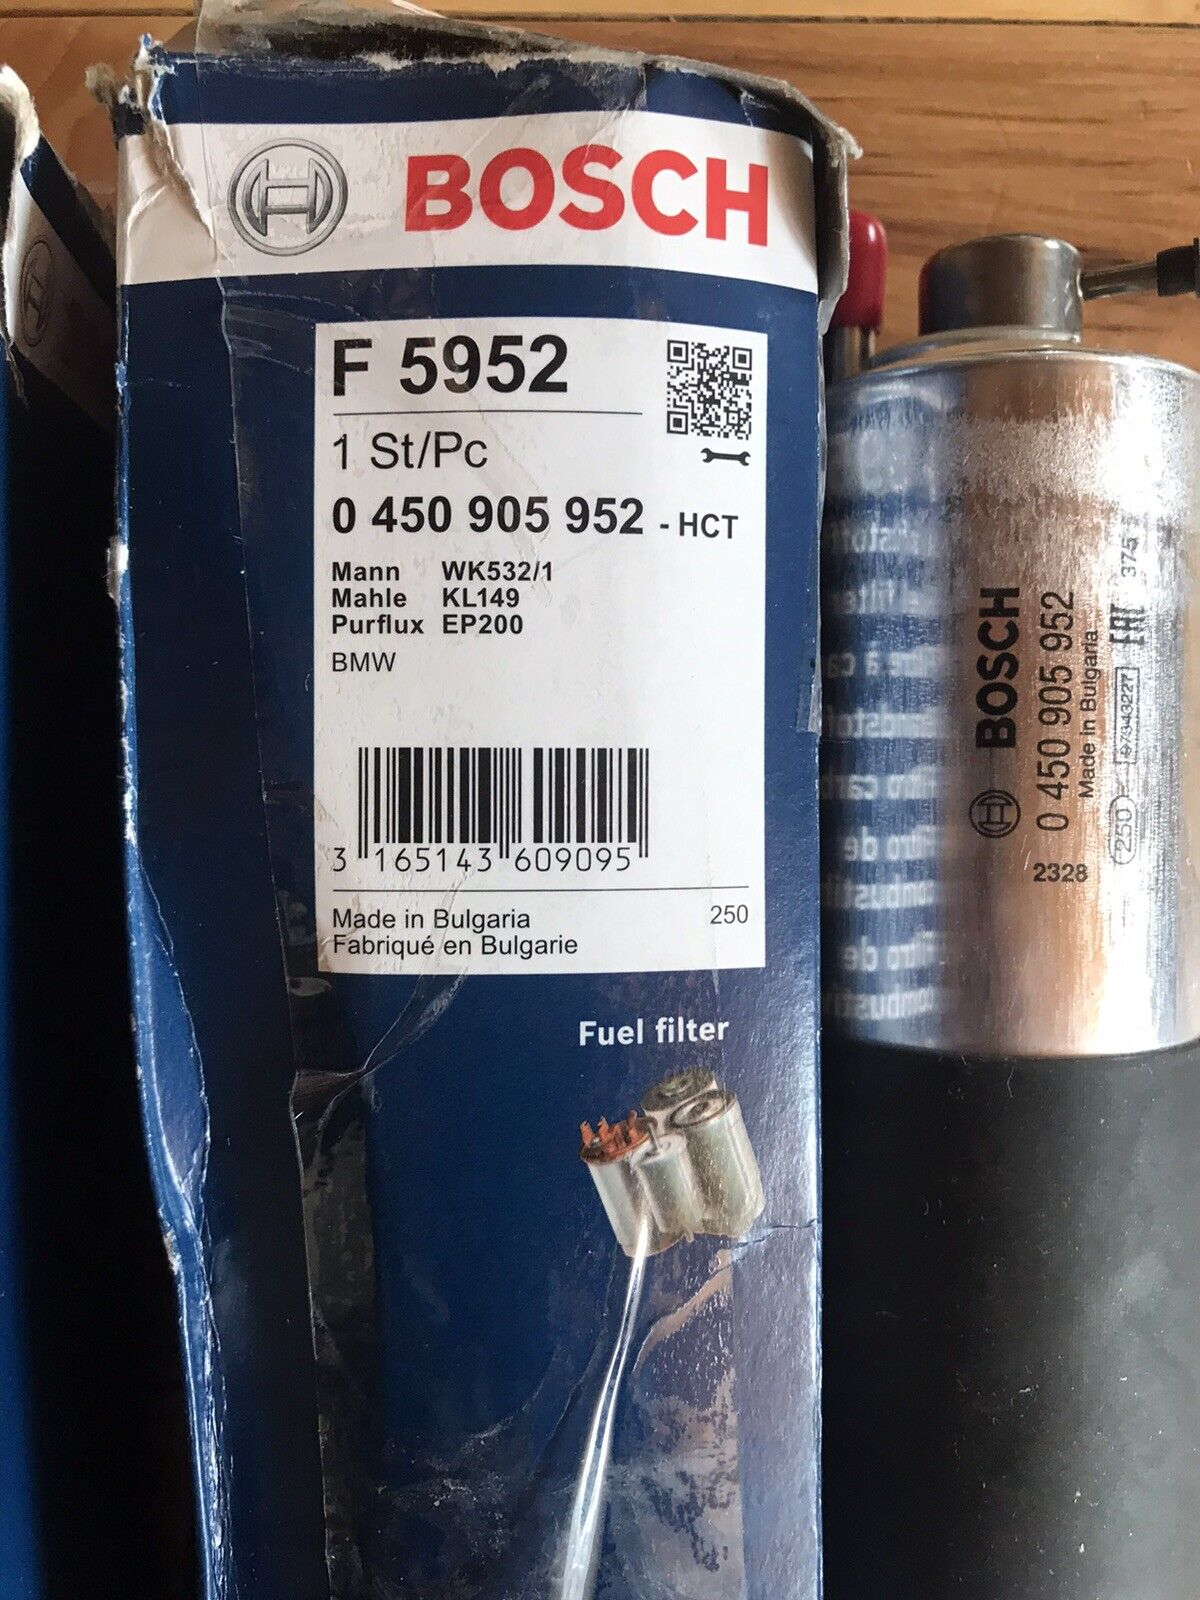 BOSCH
F 5952
1 St/Pc
0 450 905 952 - HCT
Mann WK532/1
Mahle KL149
Purflux EP200
BMW
3 165143 609095
Made in Bulgaria 250
Fabriqué en Bulgarie
Fuel filter
BOSCH
0 450 905 952
Made in Bulgaria
2328
250
97343227
EAC 375